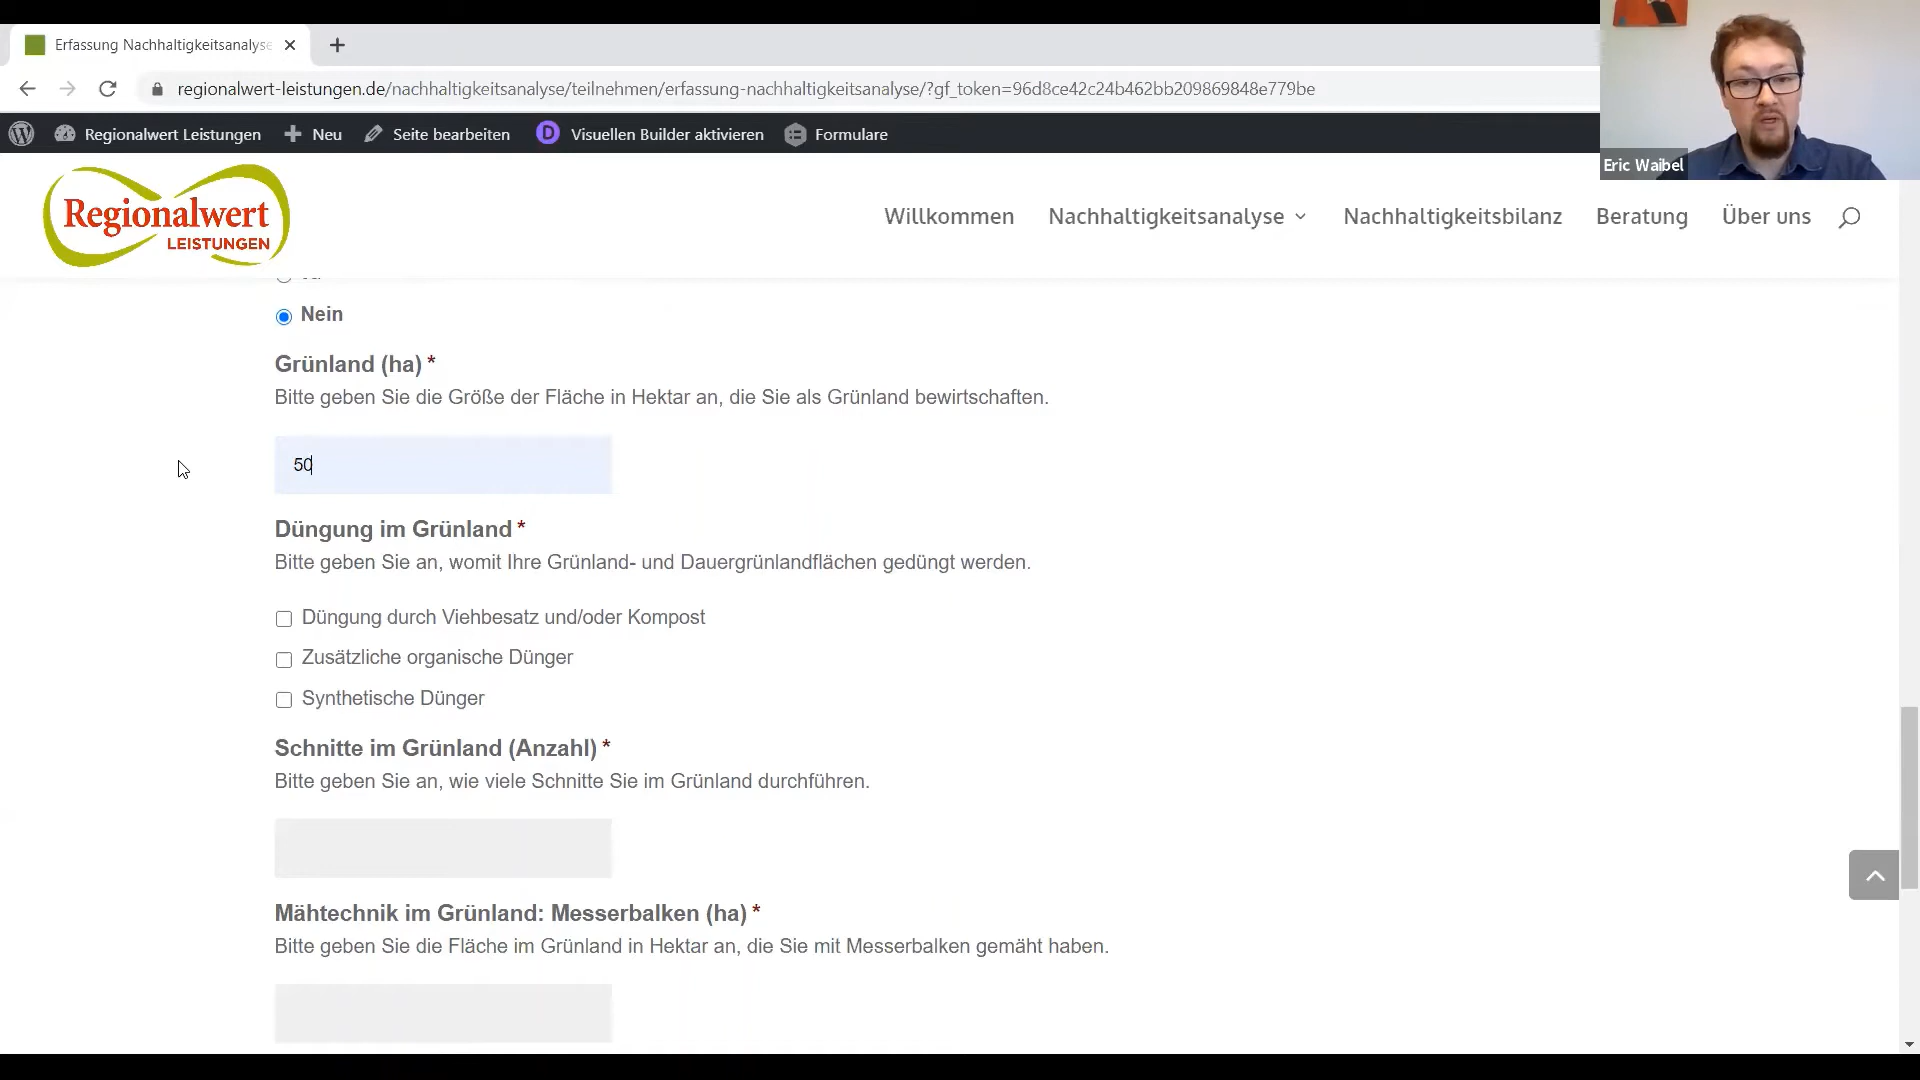 Erfassung Nachhaltigkeitsanalyse
regionalwert-leistungen.de/nachhaltigkeitsanalyse/teilnehmen/erfassung-nachhaltigkeitsanalyse/?gf_token=96d8ce42c24b462bb209869848e779be
Regionalwert Leistungen Neu Seite bearbeiten D Visuellen Builder aktivieren Formulare
Eric Waibel
Regionalwert
LEISTUNGEN
Willkommen Nachhaltigkeitsanalyse Nachhaltigkeitsbilanz Beratung Über uns
Nein
Grünland (ha) *
Bitte geben Sie die Größe der Fläche in Hektar an, die Sie als Grünland bewirtschaften.
50
Düngung im Grünland *
Bitte geben Sie an, womit Ihre Grünland- und Dauergrünlandflächen gedüngt werden.
Düngung durch Viehbesatz und/oder Kompost
Zusätzliche organische Dünger
Synthetische Dünger
Schnitte im Grünland (Anzahl) *
Bitte geben Sie an, wie viele Schnitte Sie im Grünland durchführen.
Mähtechnik im Grünland: Messerbalken (ha) *
Bitte geben Sie die Fläche im Grünland in Hektar an, die Sie mit Messerbalken gemäht haben.